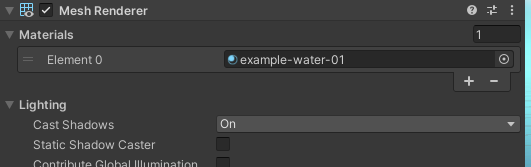 Mesh Renderer
Materials 1
Element 0 example-water-01
Lighting
Cast Shadows On
Static Shadow Caster
Contribute Global Illumination